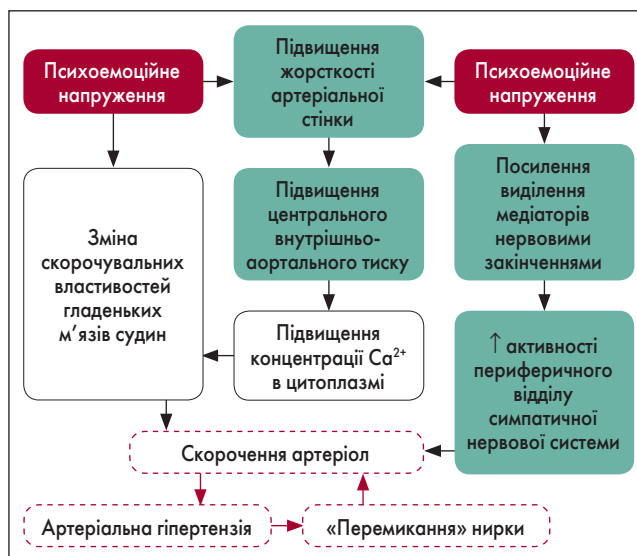 Психоемоційне
напруження
Підвищення
жорсткості
артеріальної
стінки
Психоемоційне
напруження
Зміна
скорочувальних
властивостей
гладеньких
м’язів судин
Підвищення
центрального
внутрішньо-
аортального тиску
Посилення
виділення
медіаторів
нервовими
закінченнями
Підвищення
концентрації Ca²⁺
в цитоплазмі
↑ активності
периферичного
відділу
симпатичної
нервової системи
Скорочення артеріол
Артеріальна гіпертензія
«Перемикання» нирки